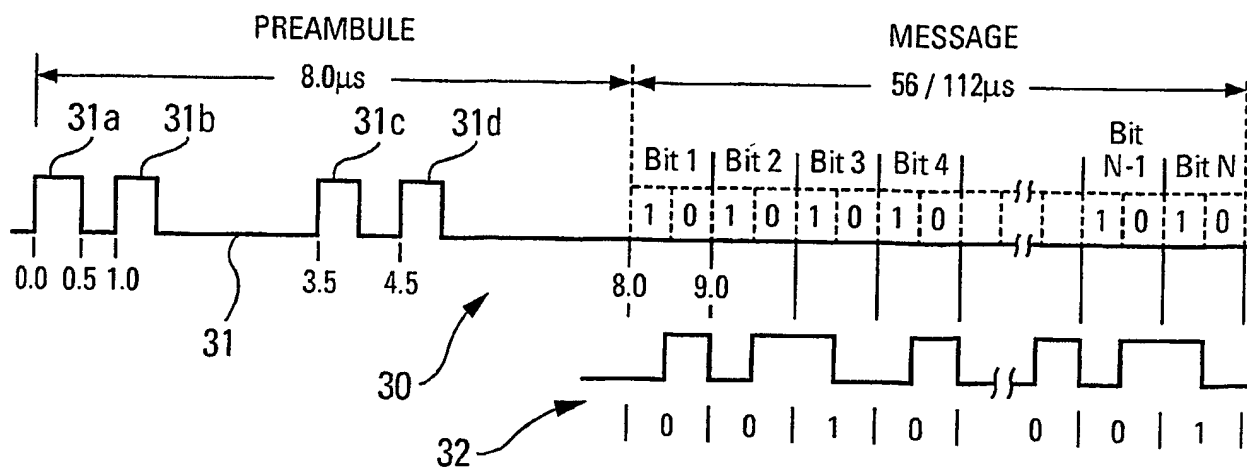 PREAMBULE
MESSAGE
8.0µs
56 / 112µs
31a
31b
31c
31d
Bit 1
Bit 2
Bit 3
Bit 4
Bit
N-1
Bit N
1 0 1 0 1 0 1 0 1 0 1 0
0.0
0.5
1.0
3.5
4.5
8.0
9.0
31
30
32
0 0 1 0 0 0 1